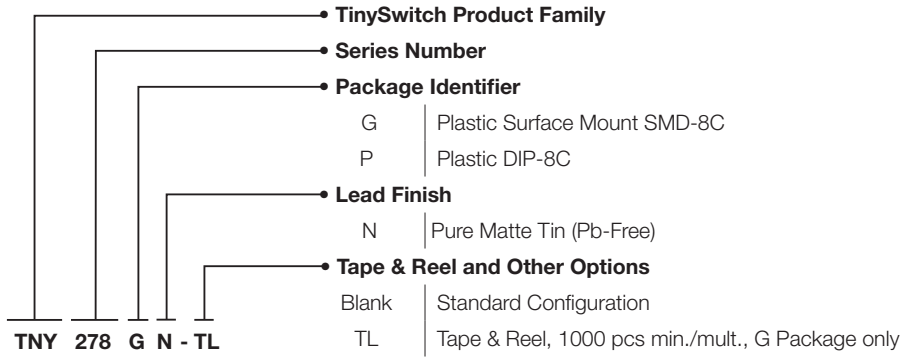 TinySwitch Product Family
Series Number
Package Identifier
G Plastic Surface Mount SMD-8C
P Plastic DIP-8C
Lead Finish
N Pure Matte Tin (Pb-Free)
Tape & Reel and Other Options
Blank Standard Configuration
TL Tape & Reel, 1000 pcs min./mult., G Package only
TNY 278 G N - TL